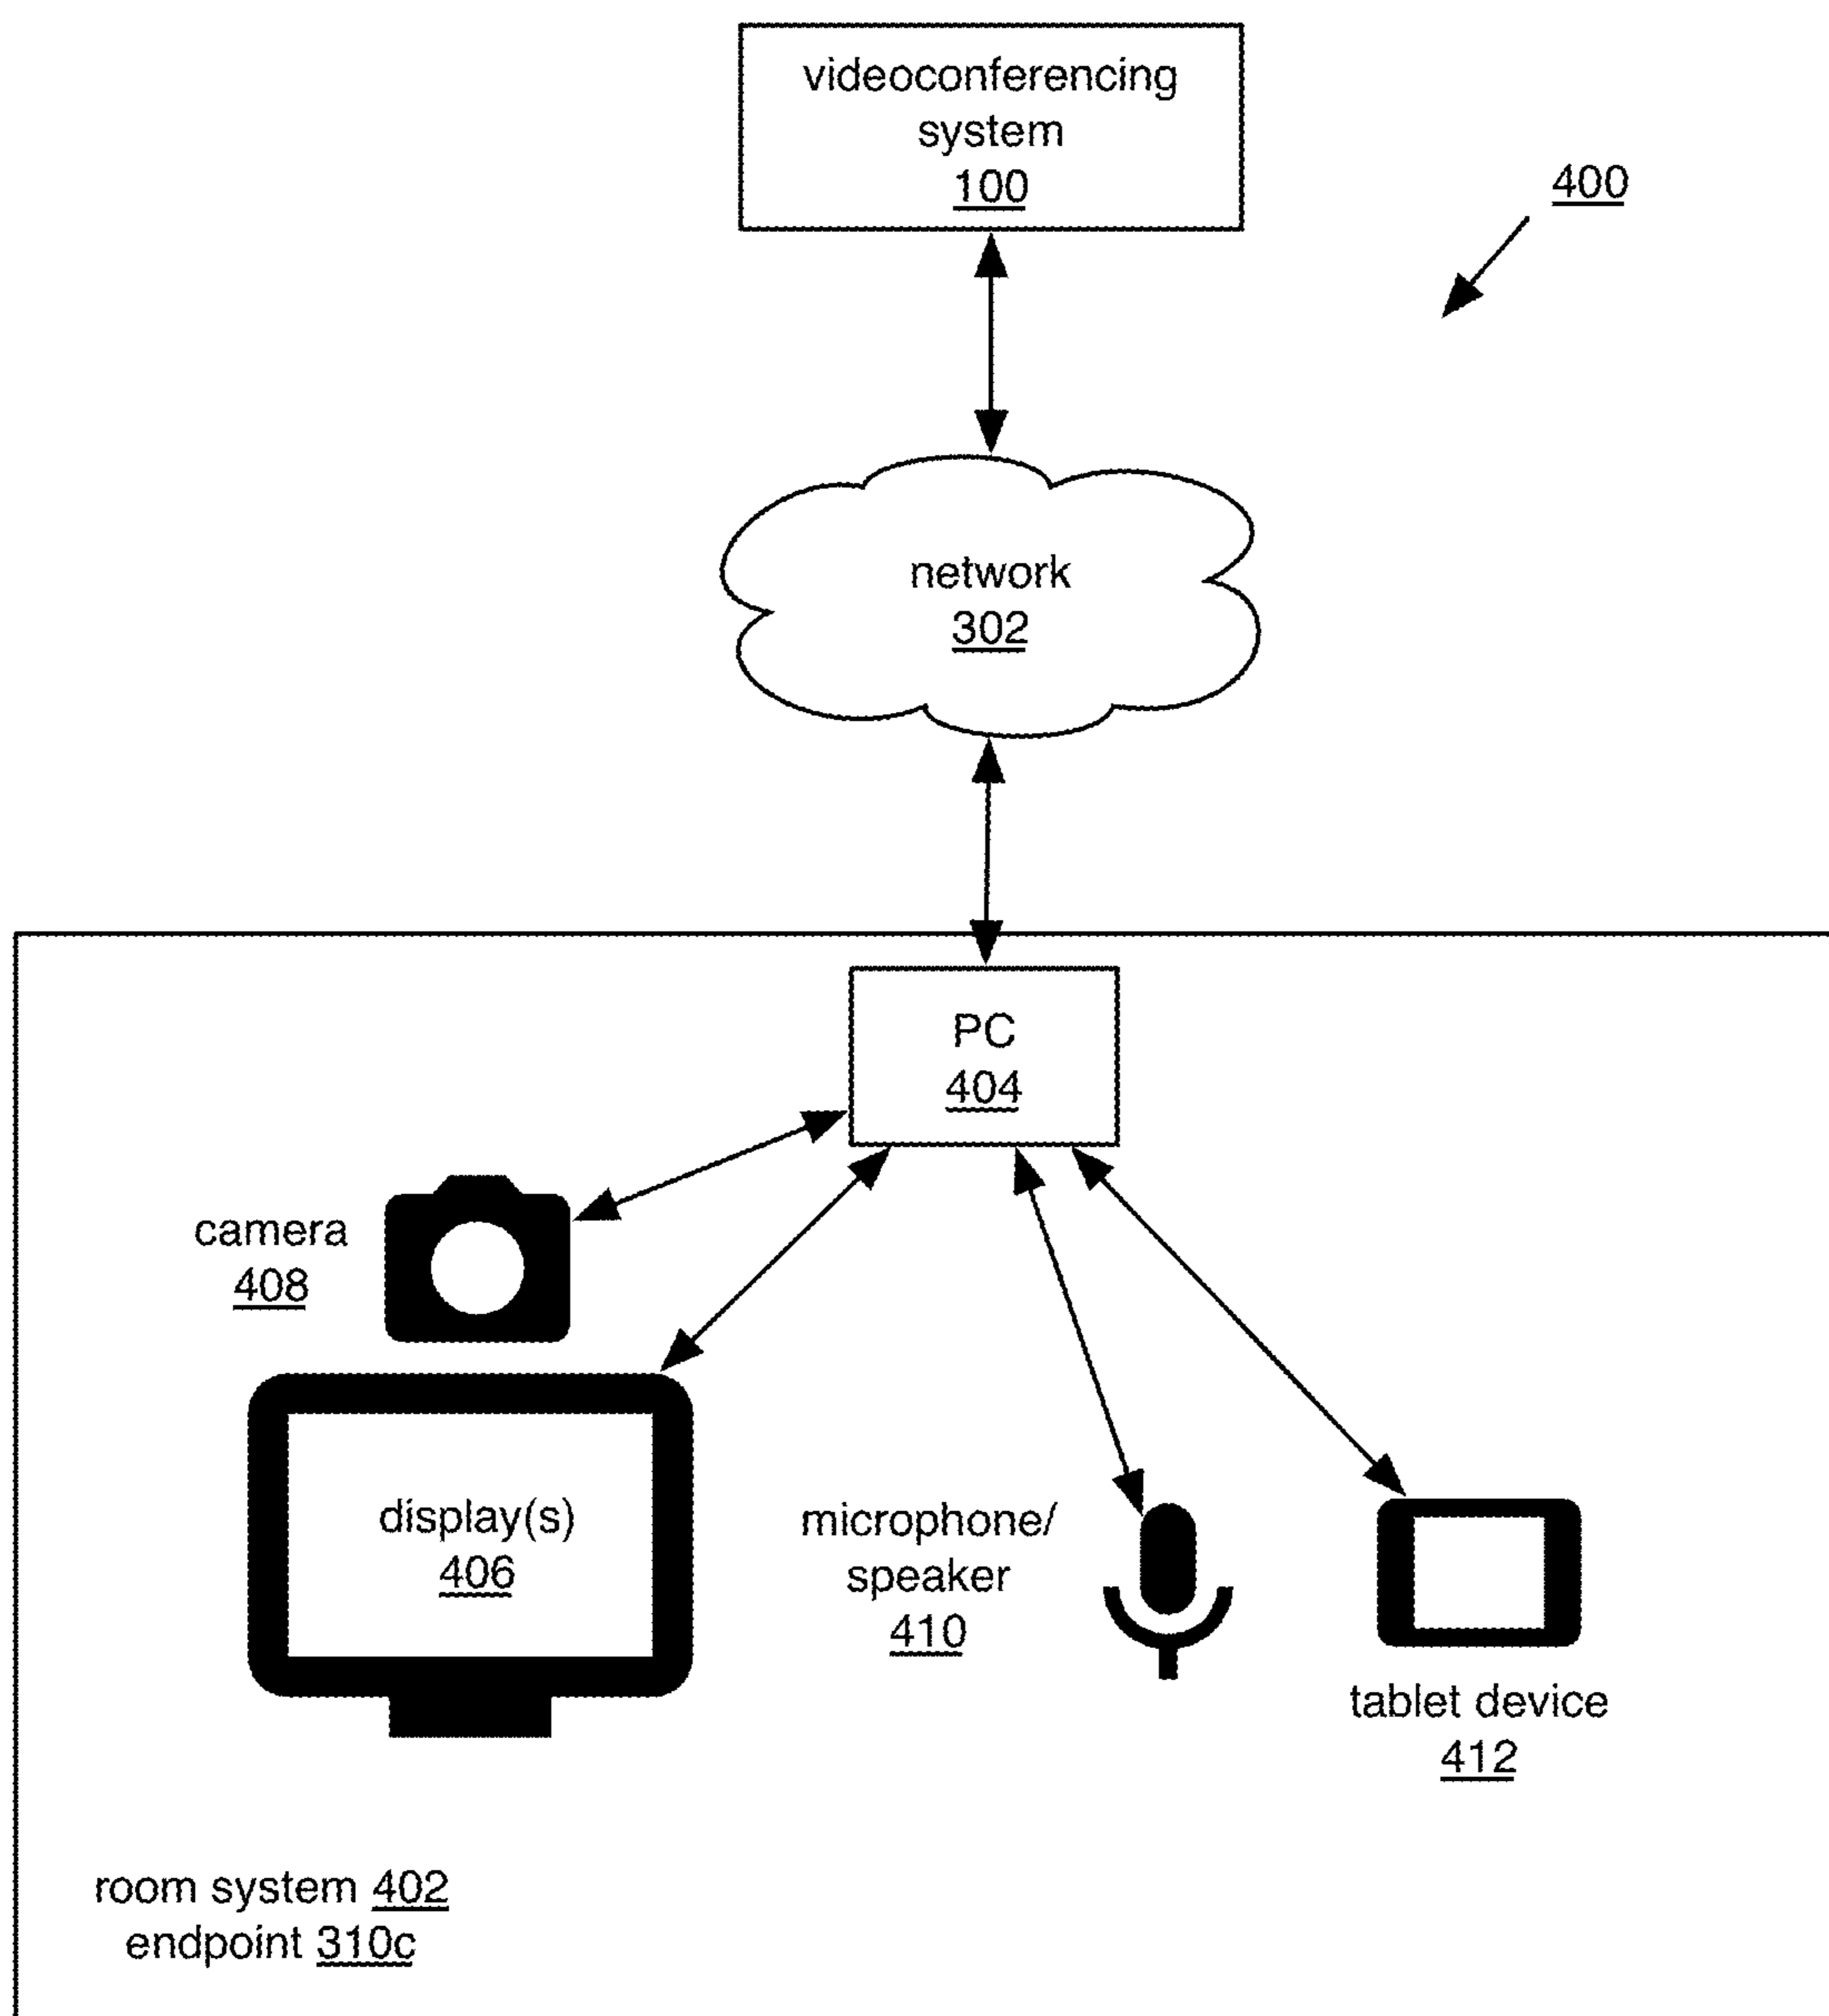 videoconferencing
system
100
400
network
302
PC
404
camera
408
display(s)
406
microphone/
speaker
410
tablet device
412
room system 402
endpoint 310c